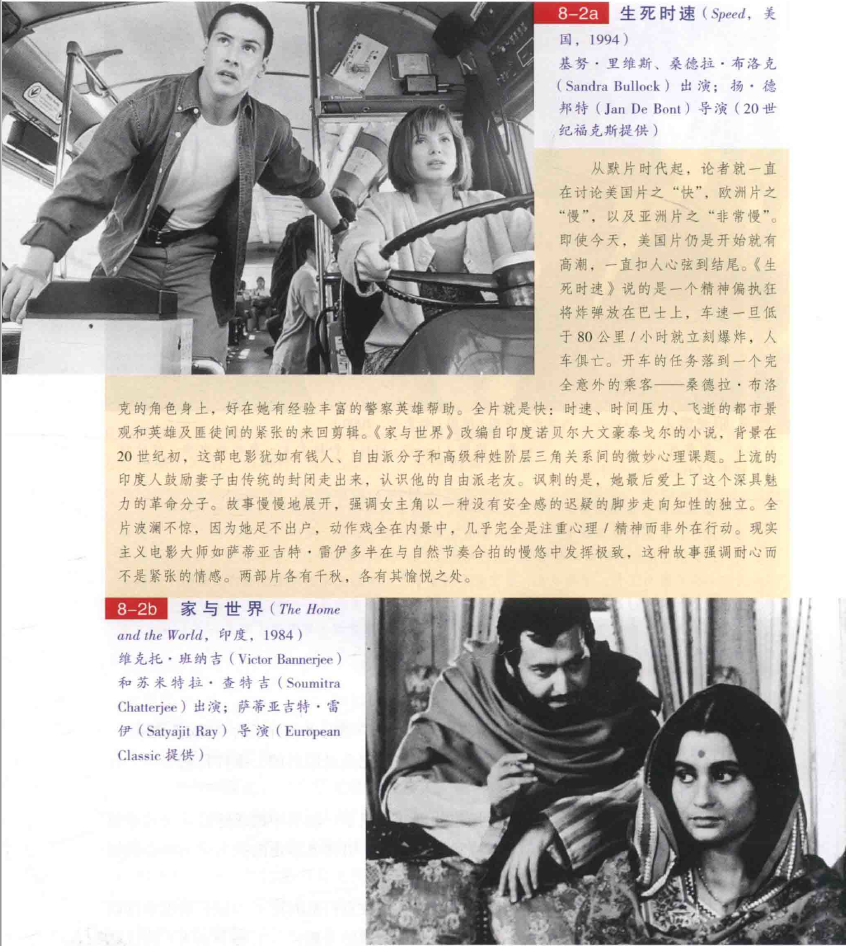 8-2a 生死时速（Speed，美
国，1994）
基努·里维斯、桑德拉·布洛克
（Sandra Bullock）出演；扬·德
邦特（Jan De Bont）导演（20世
纪福克斯提供）
从默片时代起，论者就一直
在讨论美国片之“快”，欧洲片之
“慢”，以及亚洲片之“非常慢”。
即使今天，美国片仍是开始就有
高潮，一直扣人心弦到结尾。《生
死时速》说的是一个精神偏执狂
将炸弹放在巴士上，车速一旦低
于80公里/小时就立刻爆炸，人
车俱亡。开车的任务落到一个完
全意外的乘客——桑德拉·布洛
克的角色身上，好在她有经验丰富的警察英雄帮助。全片就是快：时速、时间压力、飞逝的都市景
观和英雄及匪徒间的紧张的来回剪辑。《家与世界》改编自印度诺贝尔大文豪泰戈尔的小说，背景在
20世纪初，这部电影犹如有钱人、自由派分子和高级种姓阶层三角关系间的微妙心理课题。上流的
印度人鼓励妻子由传统的封闭走出来，认识他的自由派老友。讽刺的是，她最后爱上了这个深具魅
力的革命分子。故事慢慢地展开，强调女主角以一种没有安全感的迟疑的脚步走向知性的独立。全
片波澜不惊，因为她足不出户，动作戏全在内景中，几乎完全是注重心理/精神而非外在行动。现实
主义电影大师如萨蒂亚吉特·雷伊多半在与自然节奏合拍的慢悠中发挥极致，这种故事强调耐心而
不是紧张的情感。两部片各有千秋，各有其愉悦之处。
8-2b 家与世界（The Home
and the World，印度，1984）
维克托·班纳吉（Victor Bannerjee）
和苏米特拉·查特吉（Soumitra
Chatterjee）出演；萨蒂亚吉特·雷
伊（Satyajit Ray）导演（European
Classic 提供）